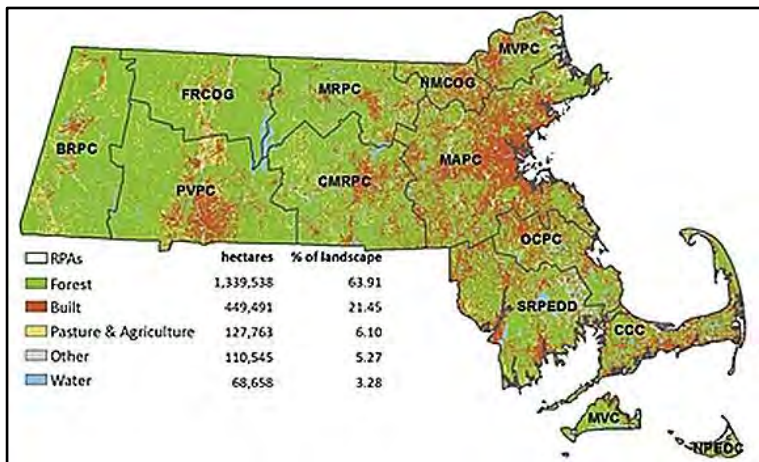 MVPC
NMCOG
FRCOG
MRPC
BRPC
MAPC
PVPC
CMRPC
OCPC
SRPEDD
CCC
MVC
NPEDC
RPAs hectares % of landscape
Forest 1,339,538 63.91
Built 449,491 21.45
Pasture & Agriculture 127,763 6.10
Other 110,545 5.27
Water 68,658 3.28